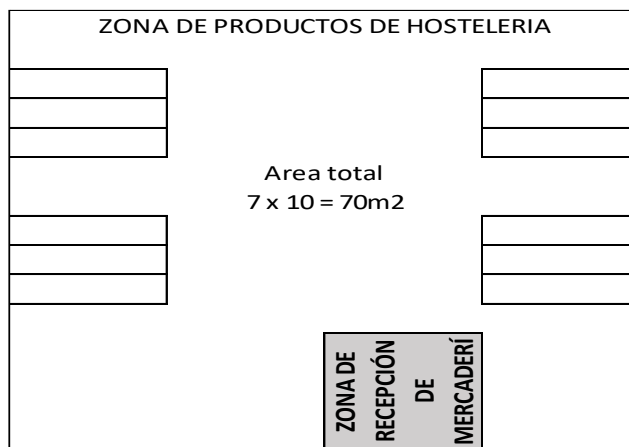 ZONA DE PRODUCTOS DE HOSTELERIA
Area total
7 x 10 = 70m2
ZONA DE
RECEPCIÓN
DE
MERCADERÍ